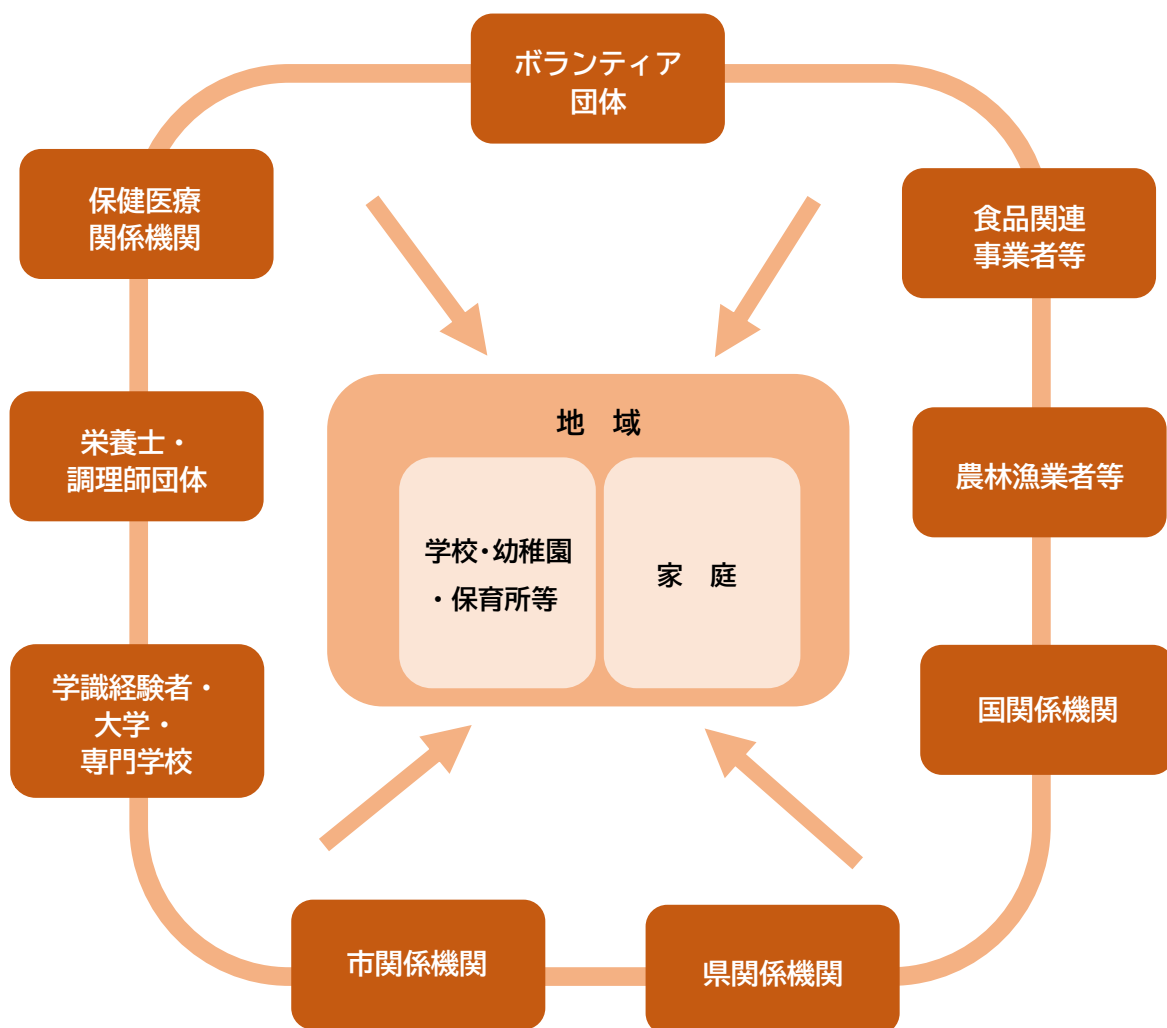 ボランティア
団体
保健医療
関係機関
食品関連
事業者等
地　域
栄養士・
調理師団体
農林漁業者等
学校・幼稚園
・保育所等
家　庭
学識経験者・
大学・
専門学校
国関係機関
市関係機関
県関係機関